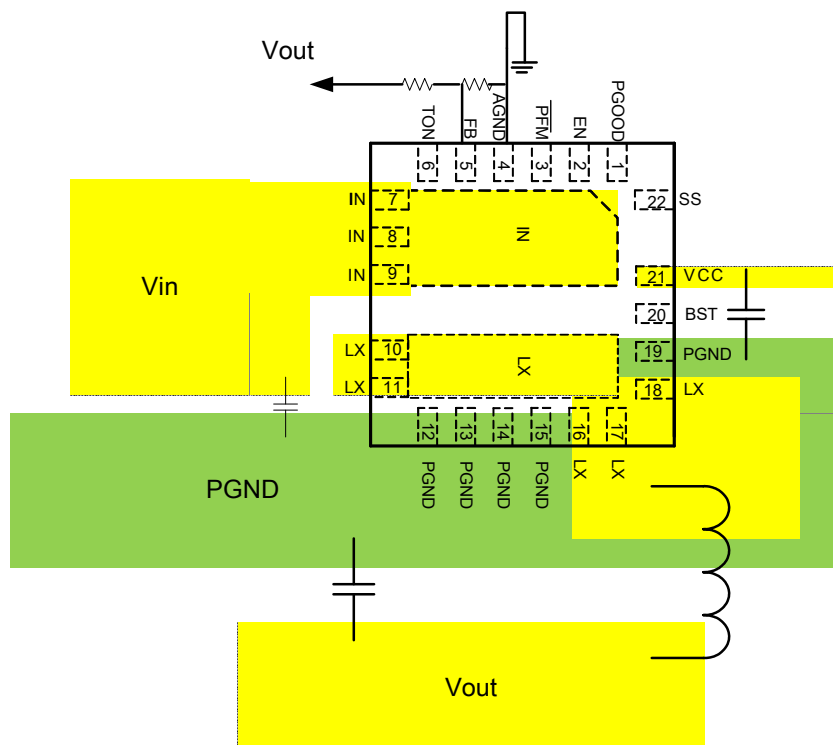 Vout
TON
FB
AGND
PFM
EN
PGOOD
6
5
4
3
2
1
IN 7
IN 8
IN 9
IN
22 SS
21 VCC
20 BST
19 PGND
18 LX
Vin
LX 10
LX 11
LX
12
13
14
15
16
17
PGND
PGND
PGND
PGND
LX
LX
PGND
Vout